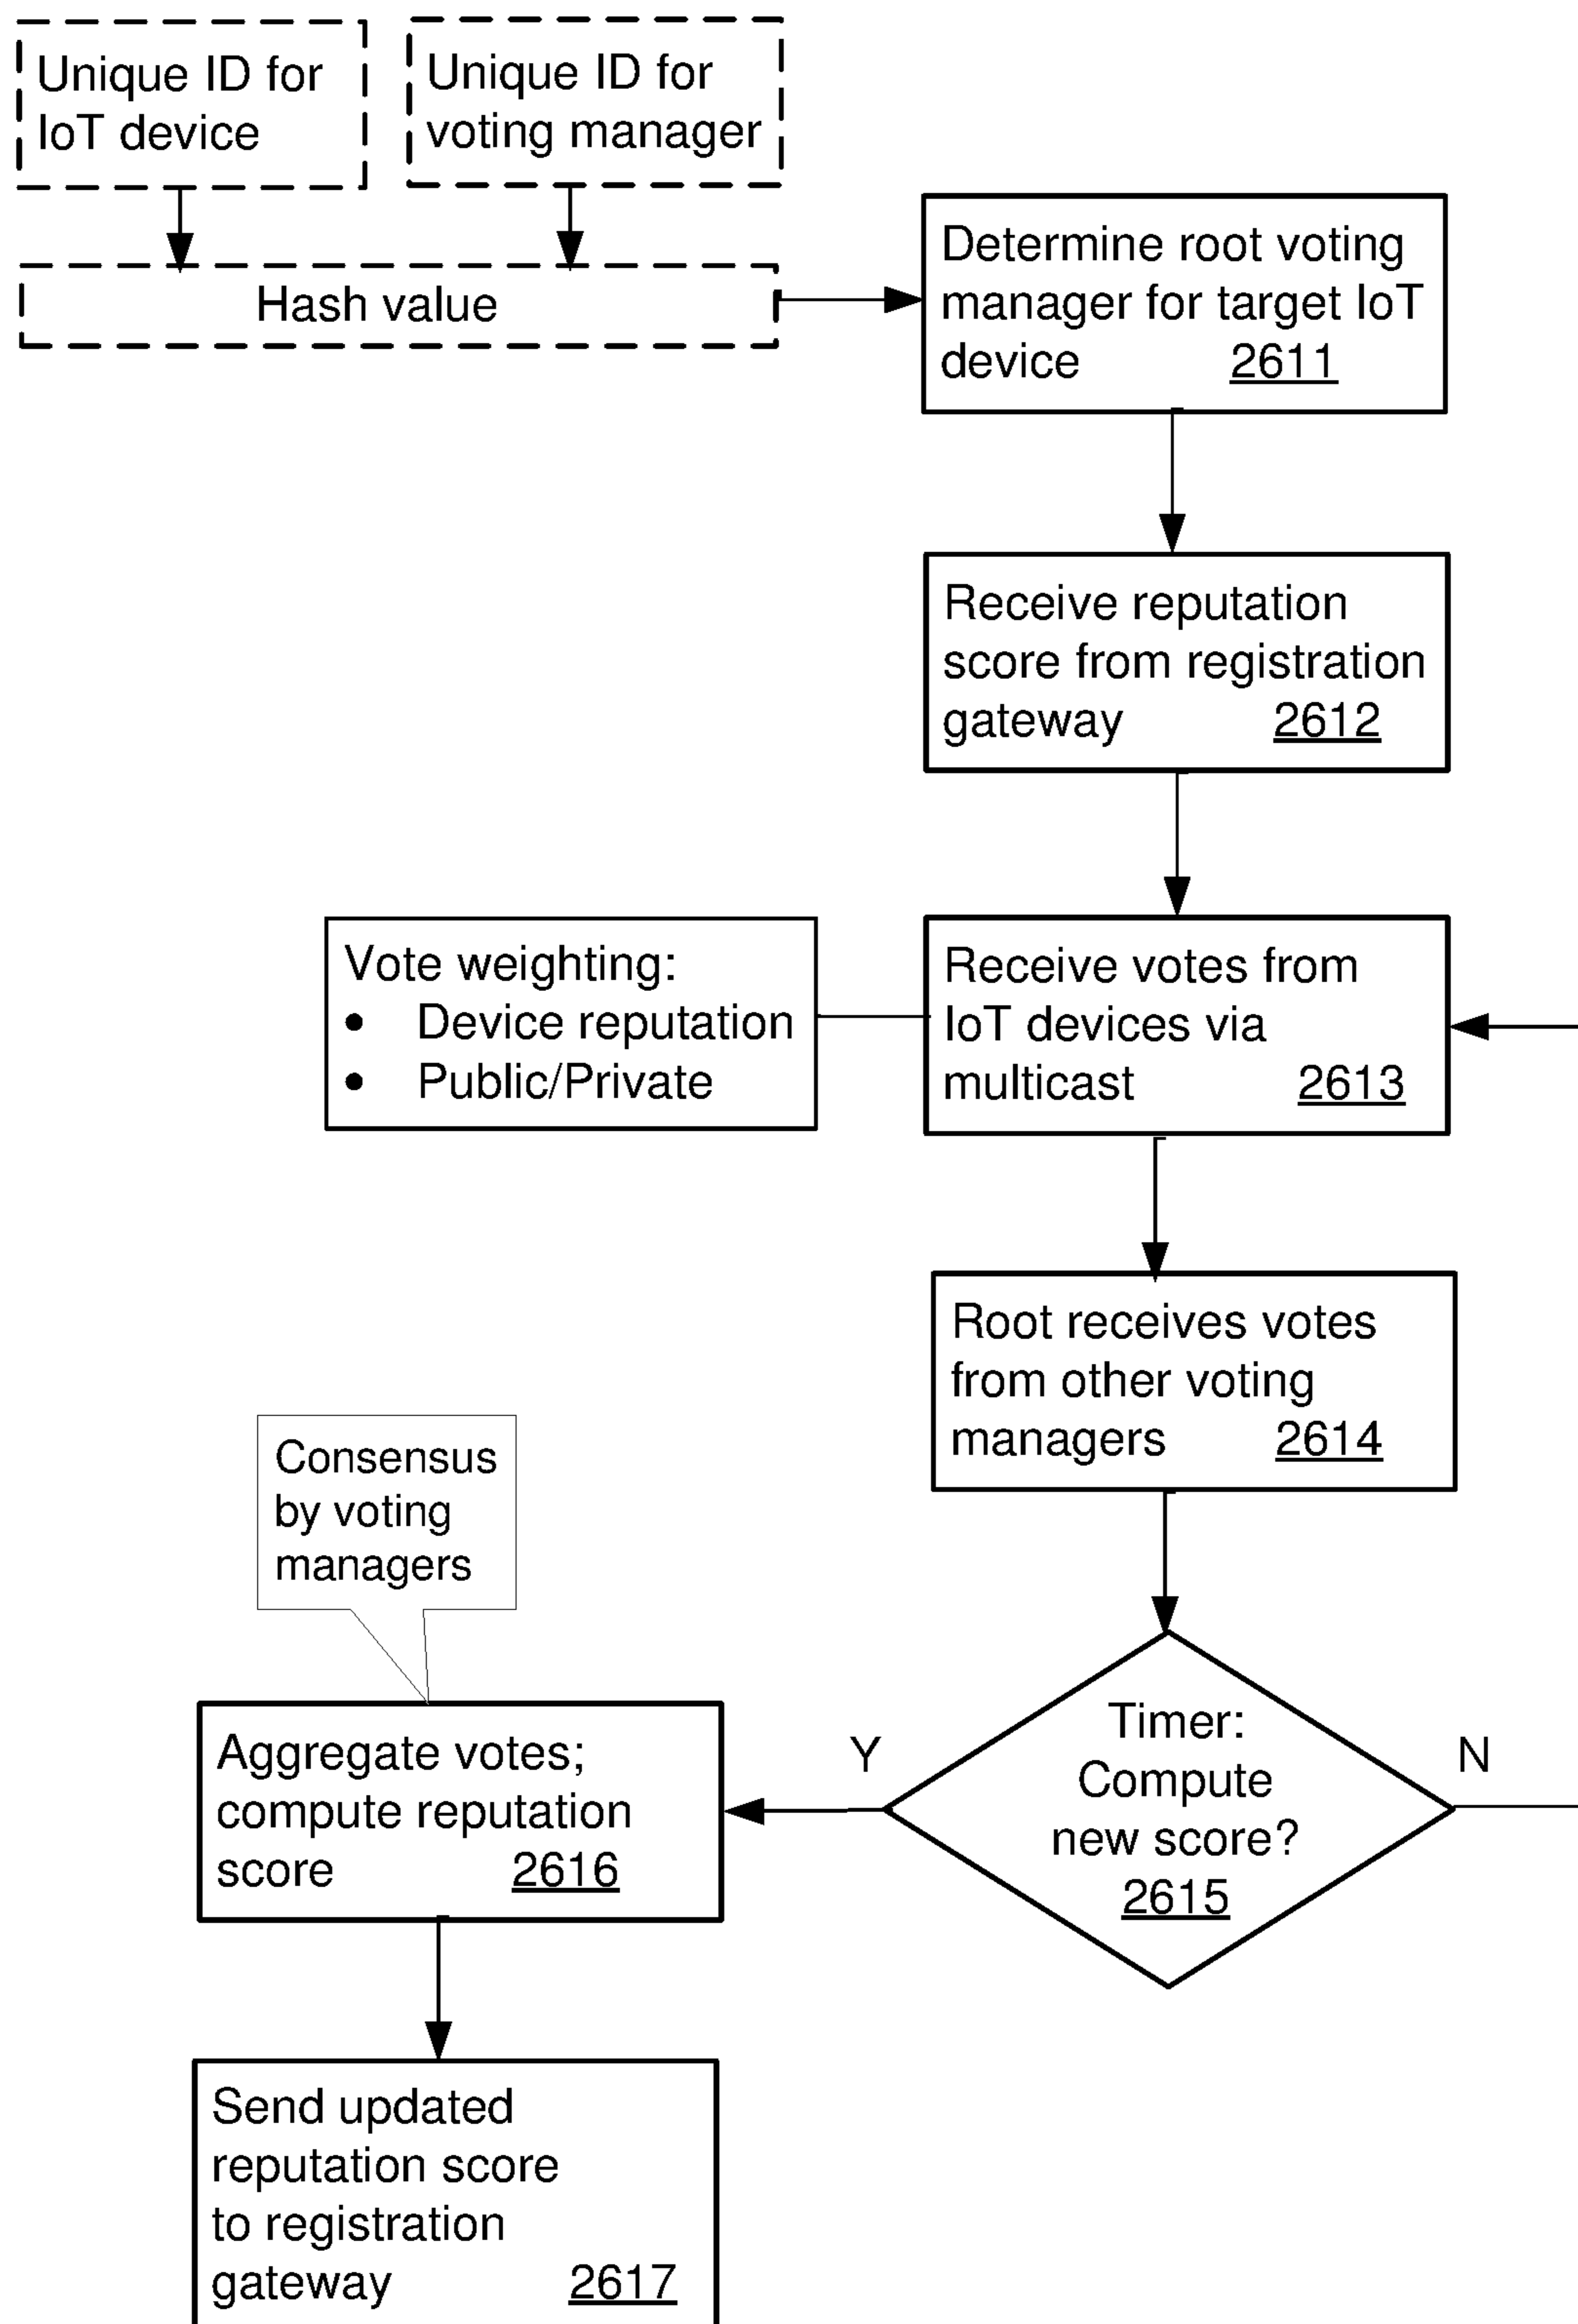 Unique ID for
IoT device
Unique ID for
voting manager
Hash value
Determine root voting
manager for target IoT
device 2611
Receive reputation
score from registration
gateway 2612
Vote weighting:
• Device reputation
• Public/Private
Receive votes from
IoT devices via
multicast 2613
Root receives votes
from other voting
managers 2614
Consensus
by voting
managers
Timer:
Compute
new score?
2615
Y
N
Aggregate votes;
compute reputation
score 2616
Send updated
reputation score
to registration
gateway 2617